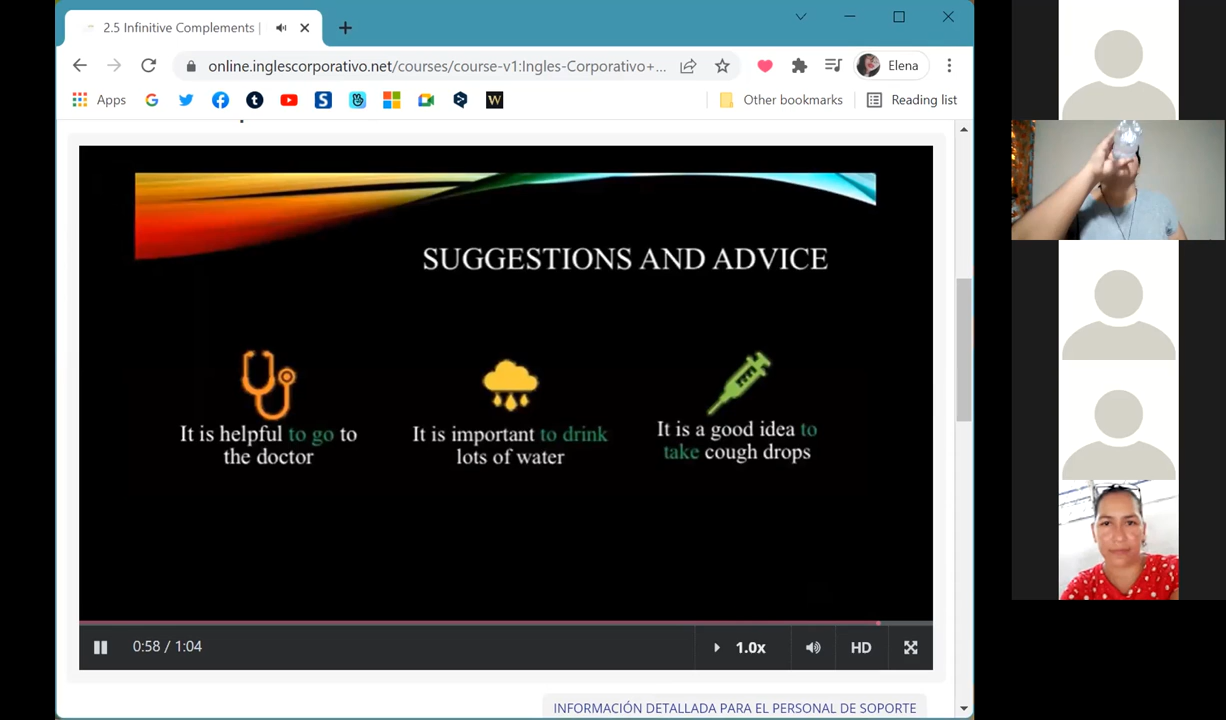 2.5 Infinitive Complements |
online.inglescorporativo.net/courses/course-v1:Ingles-Corporativo+...
Elena
Apps
Other bookmarks
Reading list
SUGGESTIONS AND ADVICE
It is helpful to go to
the doctor
It is important to drink
lots of water
It is a good idea to
take cough drops
0:58 / 1:04
1.0x
HD
INFORMACIÓN DETALLADA PARA EL PERSONAL DE SOPORTE